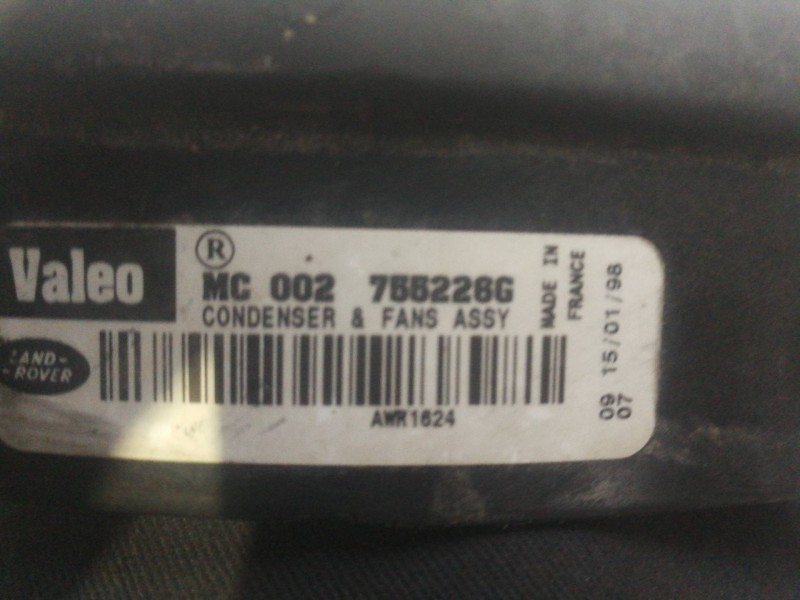 Valeo
®
MC 002 755226G
CONDENSER & FANS ASSY
MADE IN
FRANCE
LAND-
-ROVER
AWR1624
09 15/01/98
07